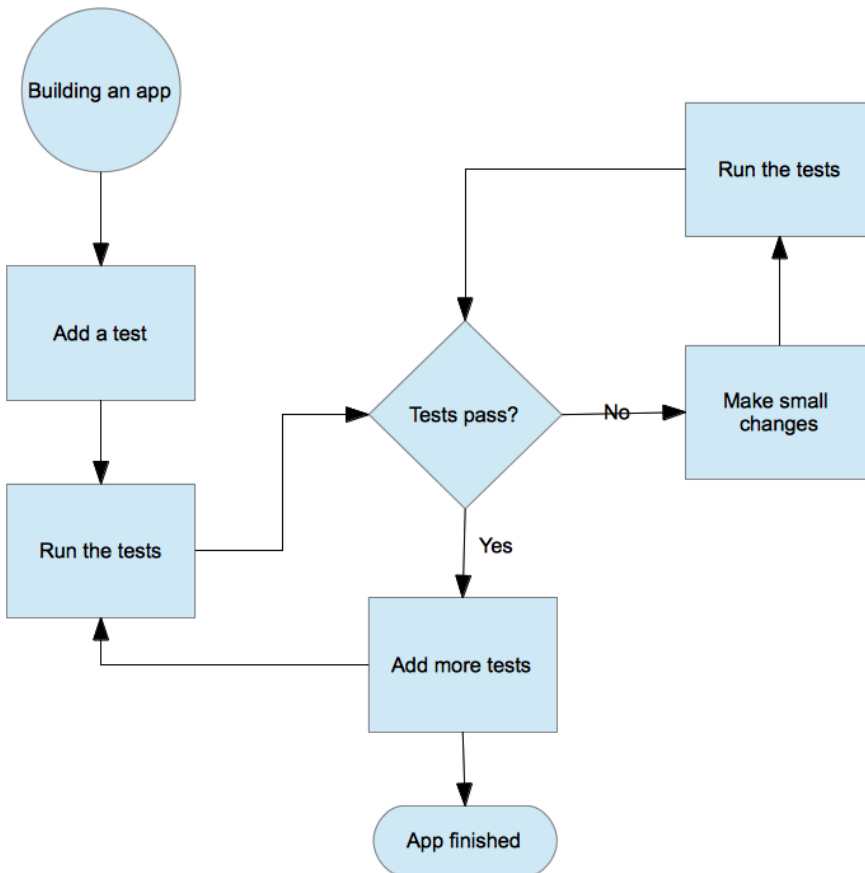 Building an app
Run the tests
Add a test
Make small
changes
Tests pass?
No
Run the tests
Yes
Add more tests
App finished